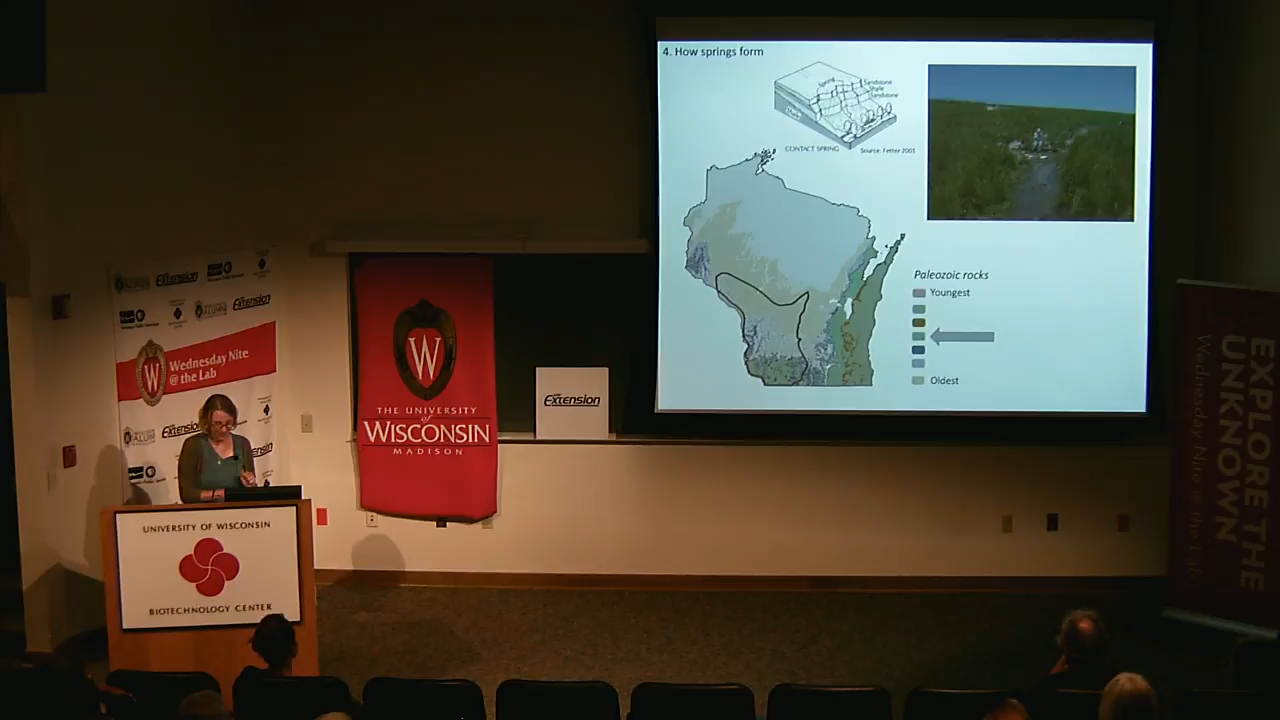 4. How springs form
Spring
Sandstone
Shale
Sandstone
CONTACT SPRING
Source: Fetter 2001
Paleozoic rocks
Youngest
Oldest
Wednesday Nite
@ the Lab
Extension
Extension
W
THE UNIVERSITY
of
WISCONSIN
MADISON
Extension
UNIVERSITY OF WISCONSIN
BIOTECHNOLOGY CENTER
EXPLORE THE
UNKNOWN
Wednesday Nite @ the Lab